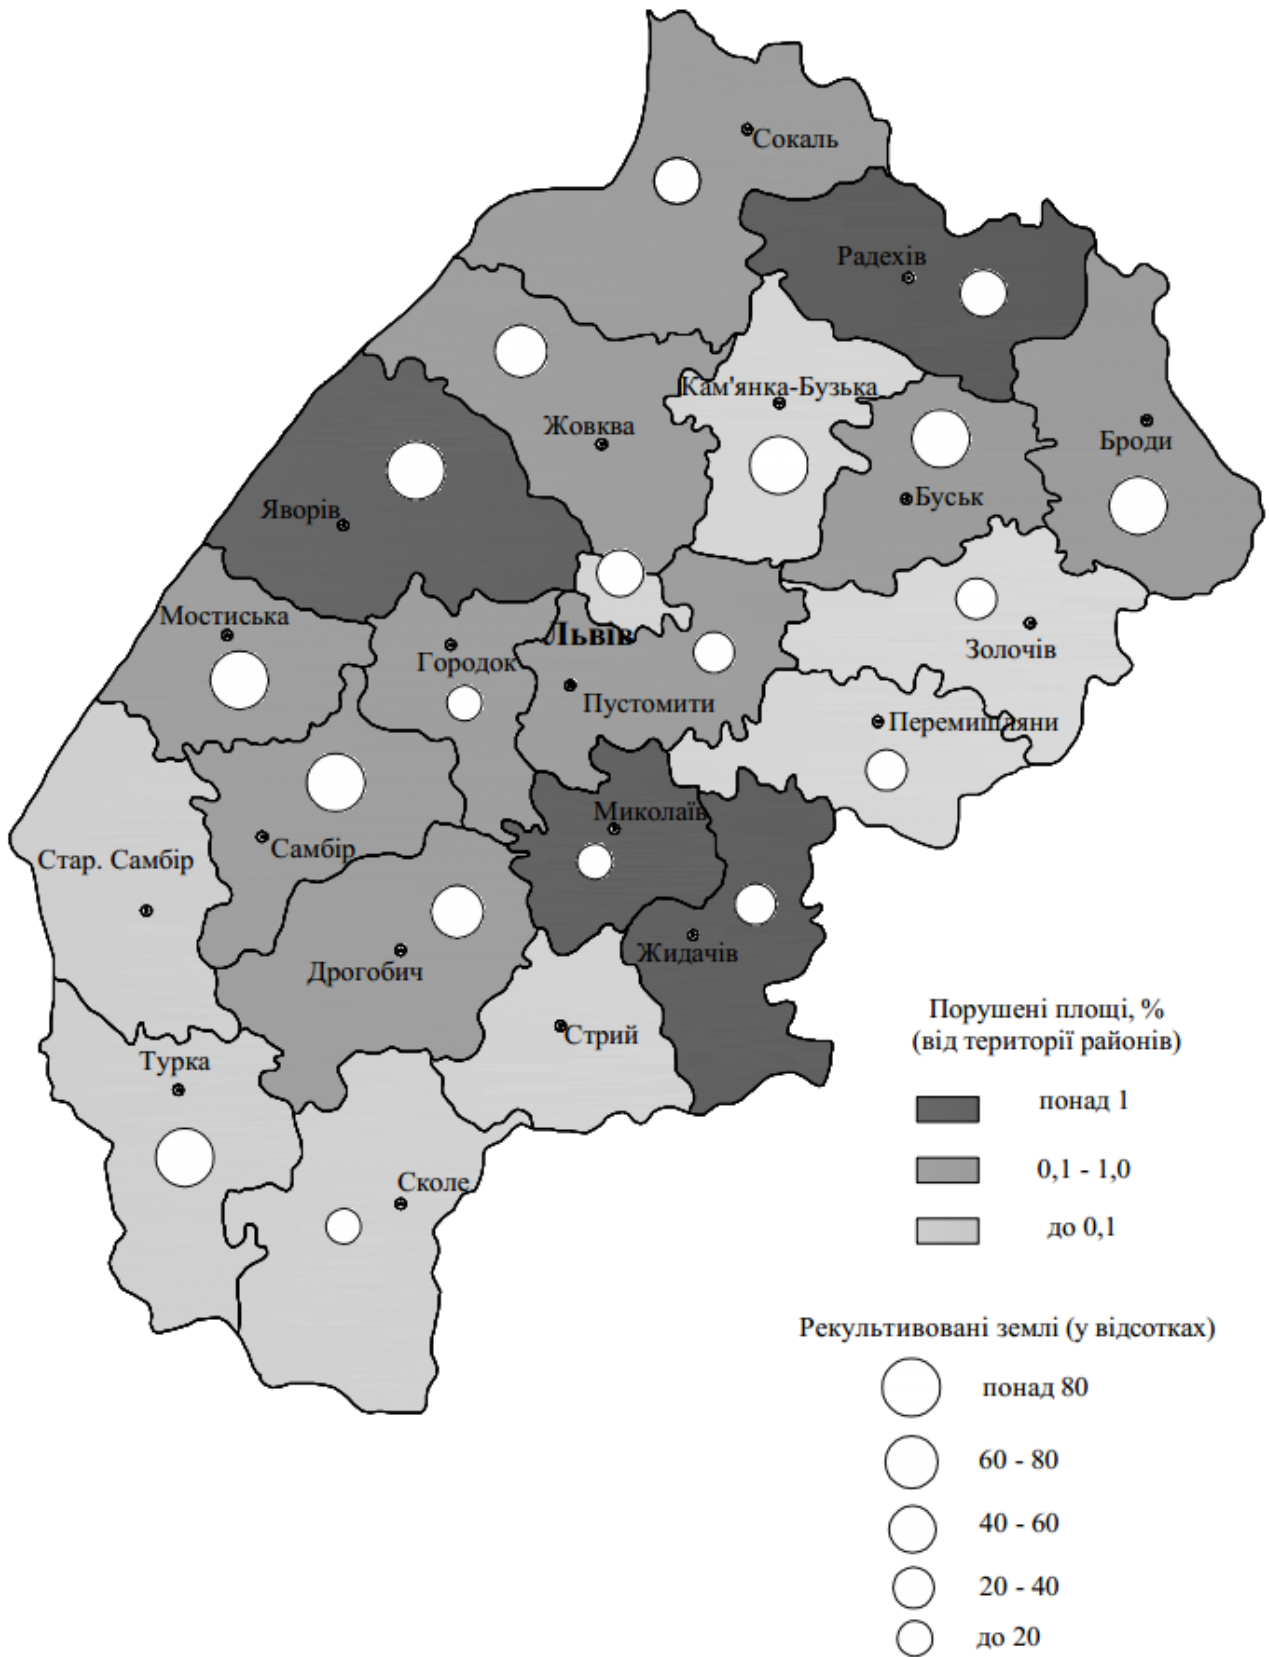 Сокаль
Радехів
Кам'янка-Бузька
Жовква
Броди
Буськ
Яворів
Мостиська
Львів
Городок
Золочів
Пустомити
Перемишляни
Миколаїв
Самбір
Стар. Самбір
Жидачів
Дрогобич
Стрий
Турка
Сколе
Порушені площі, %
(від території районів)
понад 1
0,1 - 1,0
до 0,1
Рекультивовані землі (у відсотках)
понад 80
60 - 80
40 - 60
20 - 40
до 20